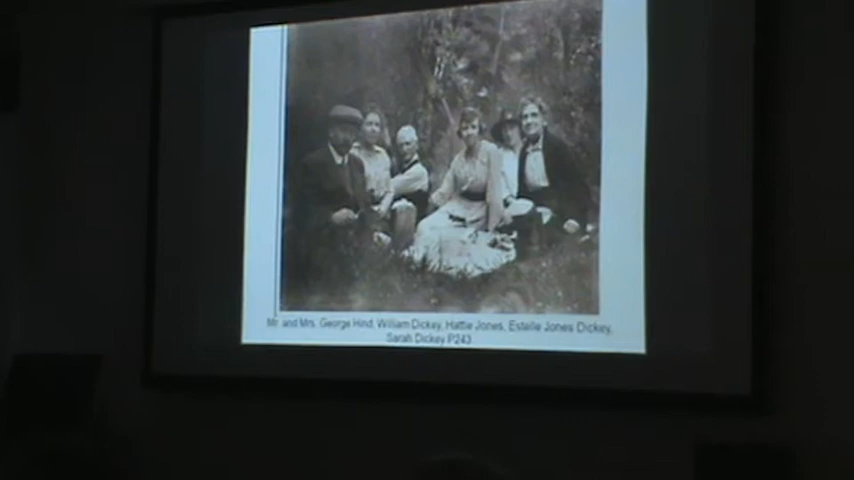 Mr. and Mrs. George Hind, William Dickey, Hattie Jones, Estelle Jones Dickey,
Sarah Dickey P243